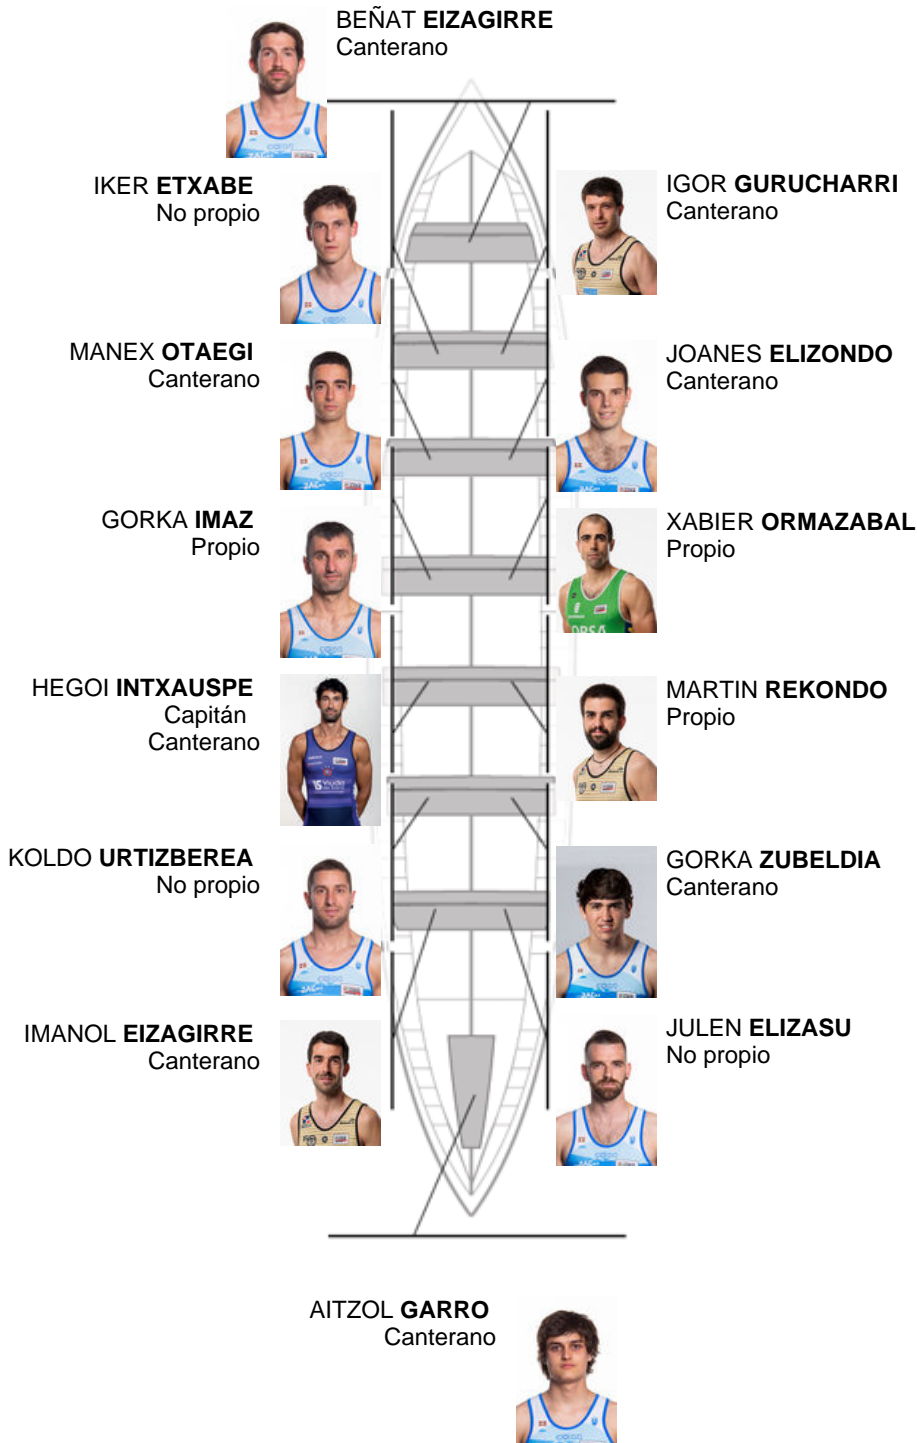 BEÑAT EIZAGIRRE
Canterano
IKER ETXABE
No propio
IGOR GURUCHARRI
Canterano
MANEX OTAEGI
Canterano
JOANES ELIZONDO
Canterano
GORKA IMAZ
Propio
XABIER ORMAZABAL
Propio
HEGOI INTXAUSPE
Capitán
Canterano
MARTIN REKONDO
Propio
KOLDO URTIZBEREA
No propio
GORKA ZUBELDIA
Canterano
IMANOL EIZAGIRRE
Canterano
JULEN ELIZASU
No propio
AITZOL GARRO
Canterano